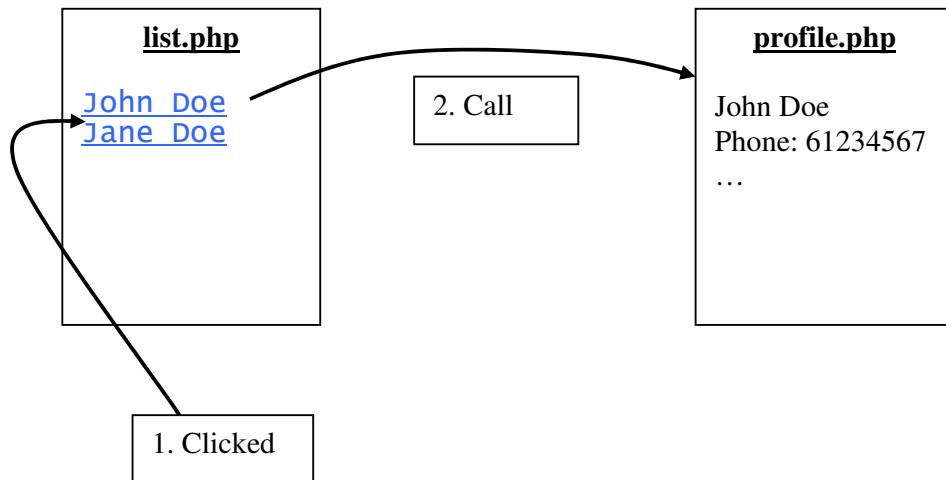 list.php
John Doe
Jane Doe
2. Call
profile.php
John Doe
Phone: 61234567
…
1. Clicked